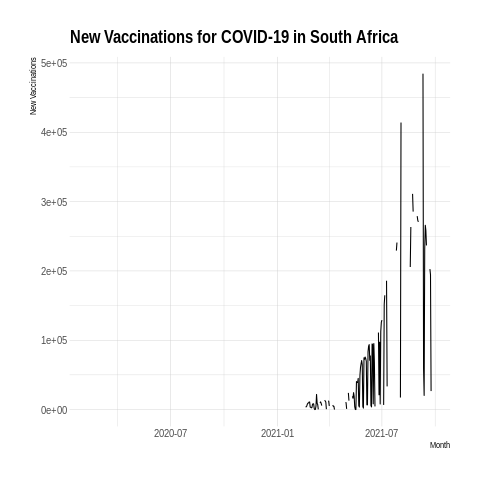 New Vaccinations for COVID-19 in South Africa
New Vaccinations
5e+05
4e+05
3e+05
2e+05
1e+05
0e+00
2020-07 2021-01 2021-07
Month